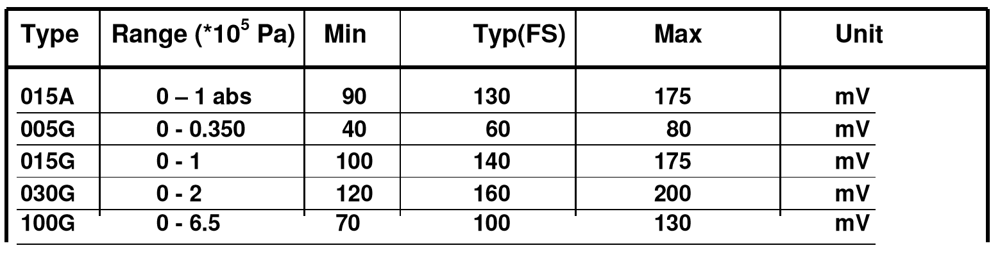 Type Range (*10⁵ Pa) Min Typ(FS) Max Unit
015A 0 – 1 abs 90 130 175 mV
005G 0 - 0.350 40 60 80 mV
015G 0 - 1 100 140 175 mV
030G 0 - 2 120 160 200 mV
100G 0 - 6.5 70 100 130 mV